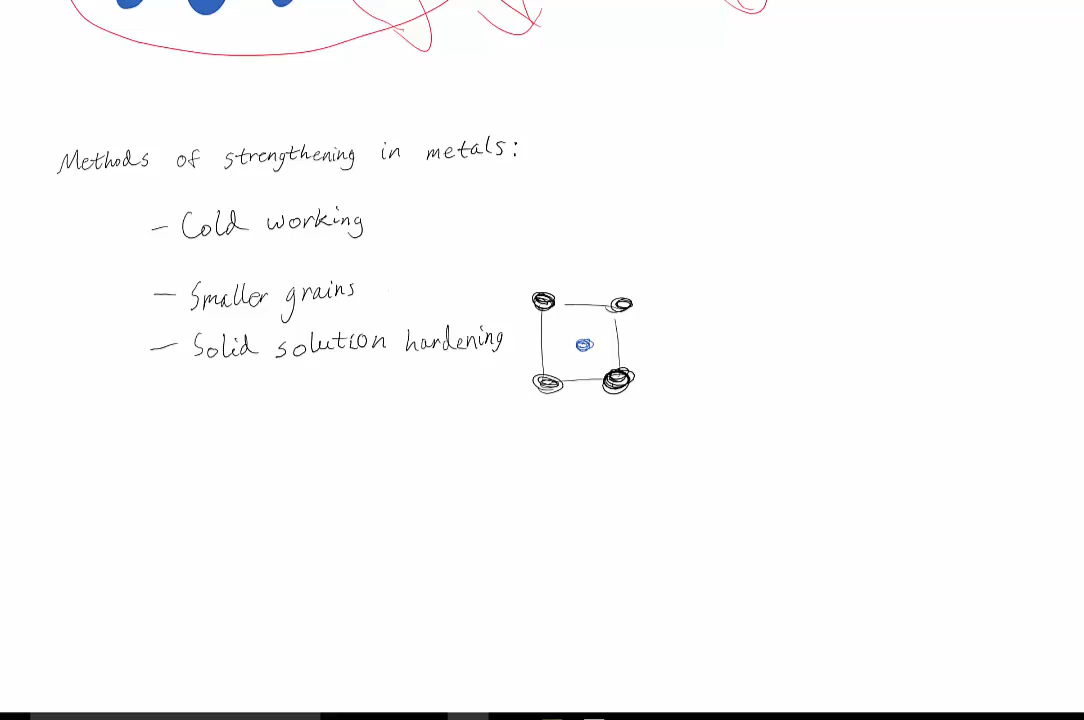 Methods of strengthening in metals:
- Cold working
- Smaller grains
- Solid solution hardening